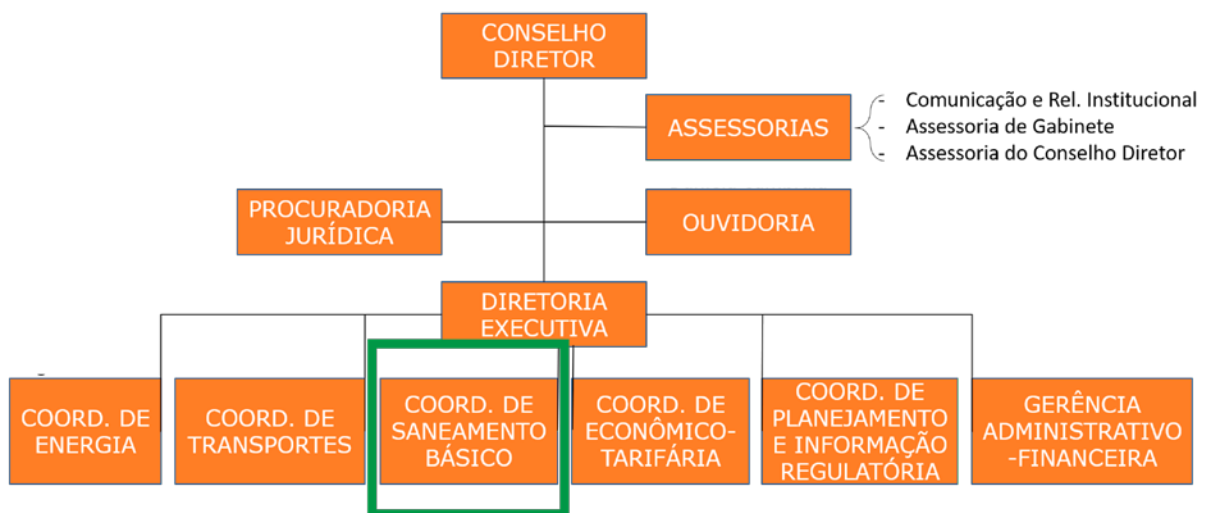 CONSELHO
DIRETOR
ASSESSORIAS
- Comunicação e Rel. Institucional
- Assessoria de Gabinete
- Assessoria do Conselho Diretor
PROCURADORIA
JURÍDICA
OUVIDORIA
DIRETORIA
EXECUTIVA
COORD. DE
ENERGIA
COORD. DE
TRANSPORTES
COORD. DE
SANEAMENTO
BÁSICO
COORD. DE
ECONÔMICO-
TARIFÁRIA
COORD. DE
PLANEJAMENTO
E INFORMAÇÃO
REGULATÓRIA
GERÊNCIA
ADMINISTRATIVO
-FINANCEIRA